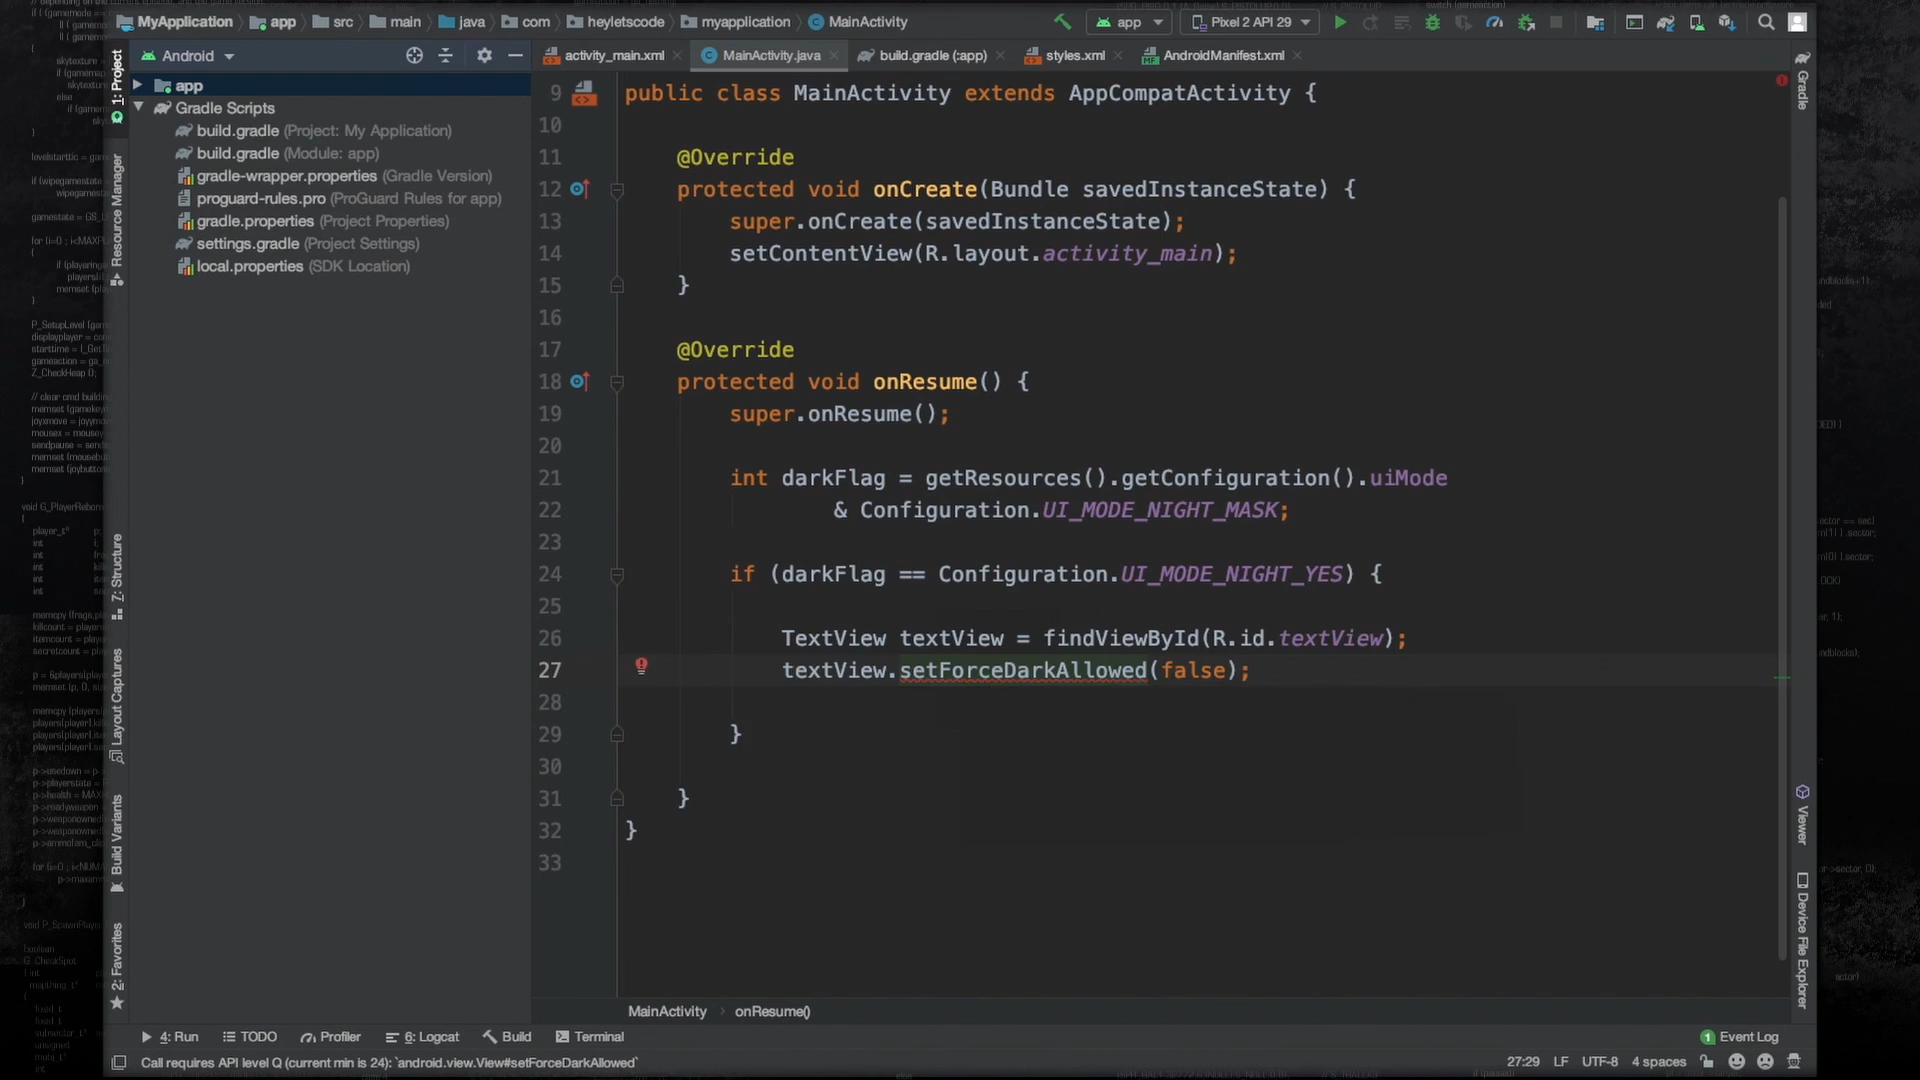 MyApplication app src main java com heyletscode myapplication MainActivity app Pixel 2 API 29
Android
activity_main.xml MainActivity.java build.gradle (:app) styles.xml AndroidManifest.xml
1: Project
Resource Manager
Z: Structure
Layout Captures
Build Variants
2: Favorites
app
Gradle Scripts
build.gradle (Project: My Application)
build.gradle (Module: app)
gradle-wrapper.properties (Gradle Version)
proguard-rules.pro (ProGuard Rules for app)
gradle.properties (Project Properties)
settings.gradle (Project Settings)
local.properties (SDK Location)
9 public class MainActivity extends AppCompatActivity {
10
11 @Override
12 protected void onCreate(Bundle savedInstanceState) {
13 super.onCreate(savedInstanceState);
14 setContentView(R.layout.activity_main);
15 }
16
17 @Override
18 protected void onResume() {
19 super.onResume();
20
21 int darkFlag = getResources().getConfiguration().uiMode
22 & Configuration.UI_MODE_NIGHT_MASK;
23
24 if (darkFlag == Configuration.UI_MODE_NIGHT_YES) {
25
26 TextView textView = findViewById(R.id.textView);
27 textView.setForceDarkAllowed(false);
28
29 }
30
31 }
32 }
33
Gradle
Viewer
Device File Explorer
MainActivity › onResume()
4: Run TODO Profiler 6: Logcat Build Terminal 1 Event Log
Call requires API level Q (current min is 24): `android.view.View#setForceDarkAllowed` 27:29 LF UTF-8 4 spaces